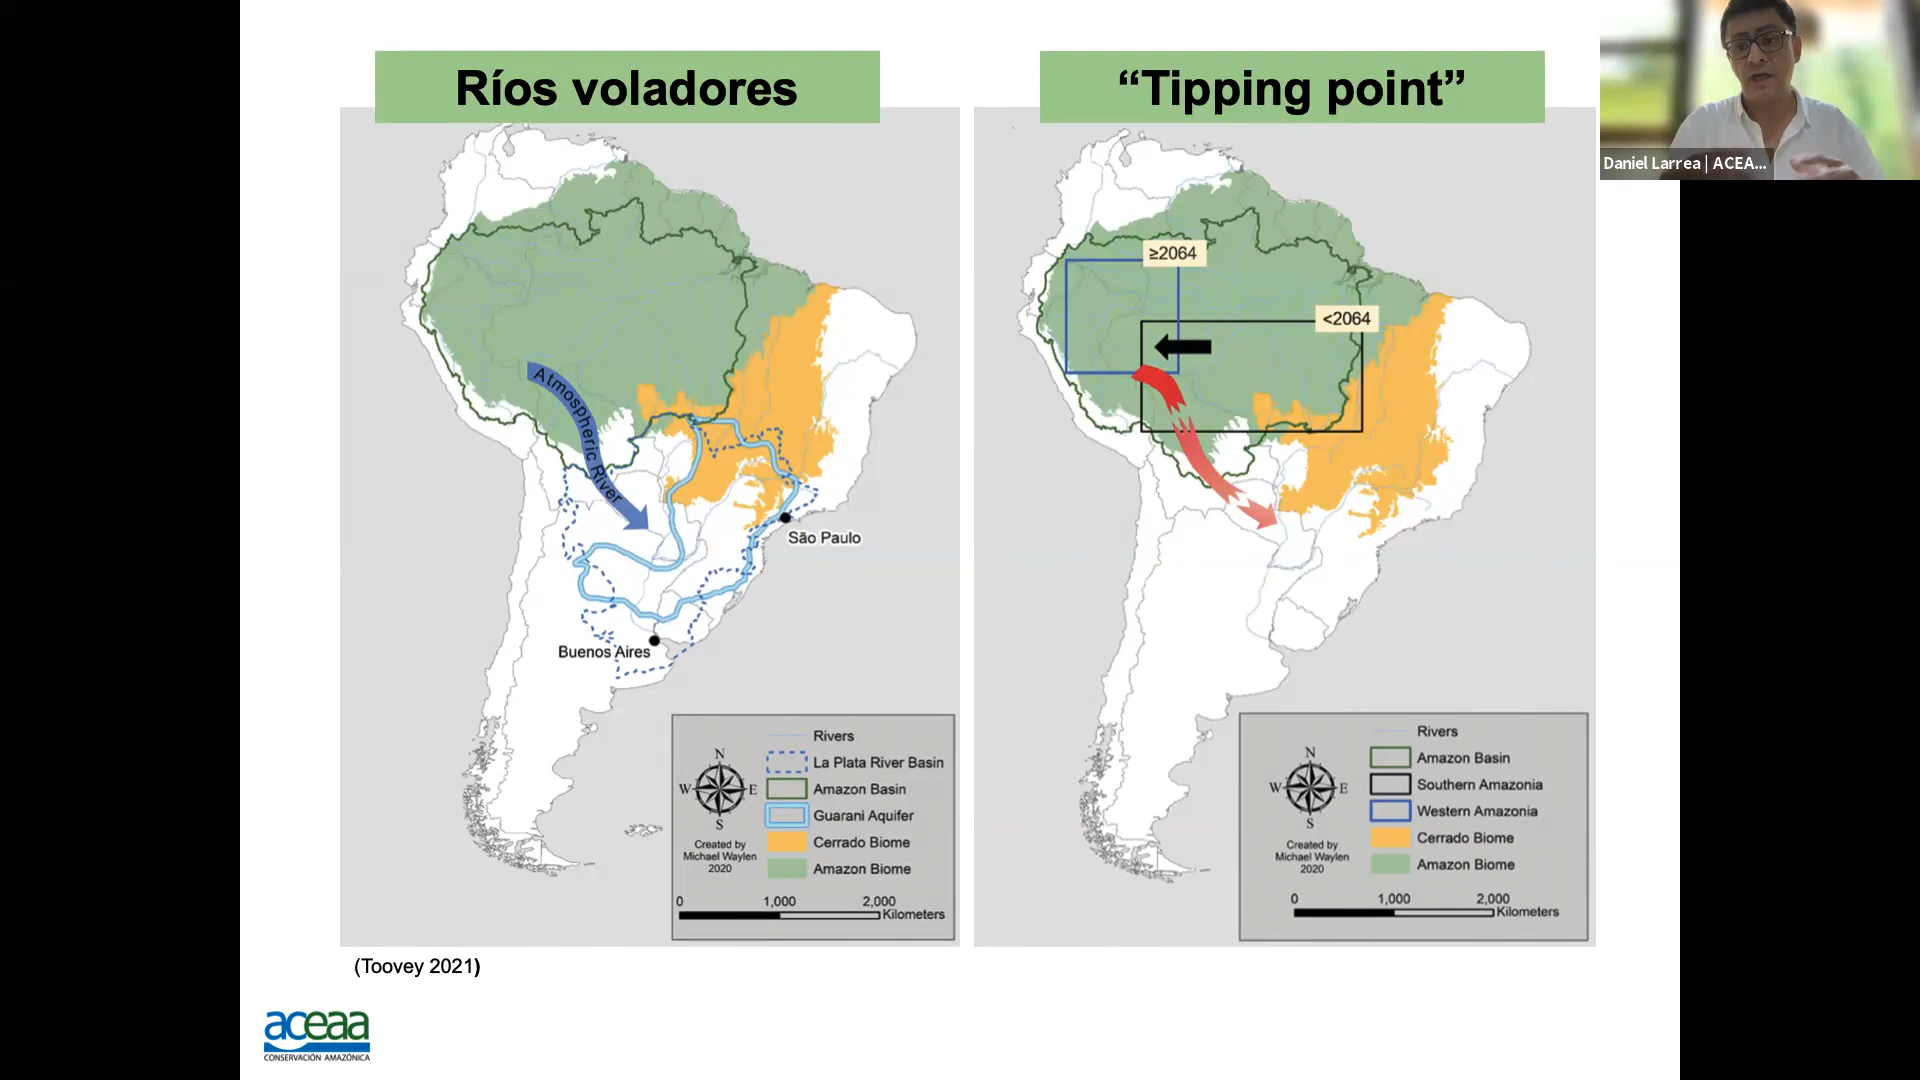 Ríos voladores
Atmospheric River
São Paulo
Buenos Aires
N
W
E
S
Created by
Michael Waylen
2020
Rivers
La Plata River Basin
Amazon Basin
Guarani Aquifer
Cerrado Biome
Amazon Biome
0 1,000 2,000
Kilometers
“Tipping point”
≥2064
<2064
N
W
E
S
Created by
Michael Waylen
2020
Rivers
Amazon Basin
Southern Amazonia
Western Amazonia
Cerrado Biome
Amazon Biome
0 1,000 2,000
Kilometers
Daniel Larrea | ACEA...
(Toovey 2021)
aceaa
CONSERVACIÓN AMAZÓNICA